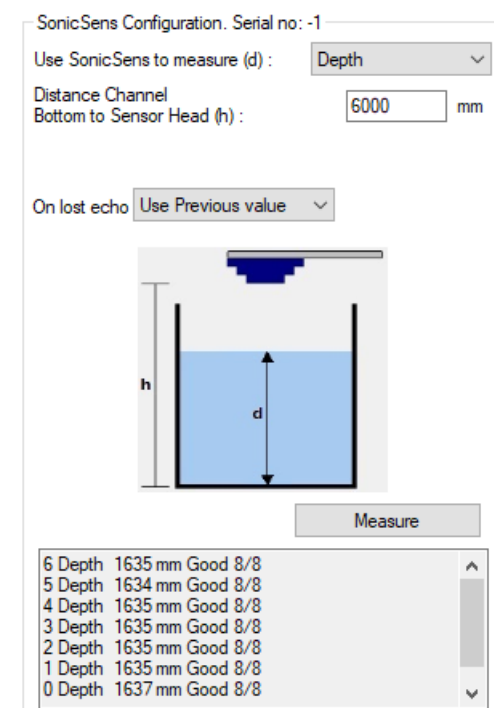 SonicSens Configuration. Serial no: -1
Use SonicSens to measure (d) : Depth
Distance Channel
Bottom to Sensor Head (h) : 6000 mm
On lost echo Use Previous value
h
d
Measure
6 Depth 1635 mm Good 8/8
5 Depth 1634 mm Good 8/8
4 Depth 1635 mm Good 8/8
3 Depth 1635 mm Good 8/8
2 Depth 1635 mm Good 8/8
1 Depth 1635 mm Good 8/8
0 Depth 1637 mm Good 8/8